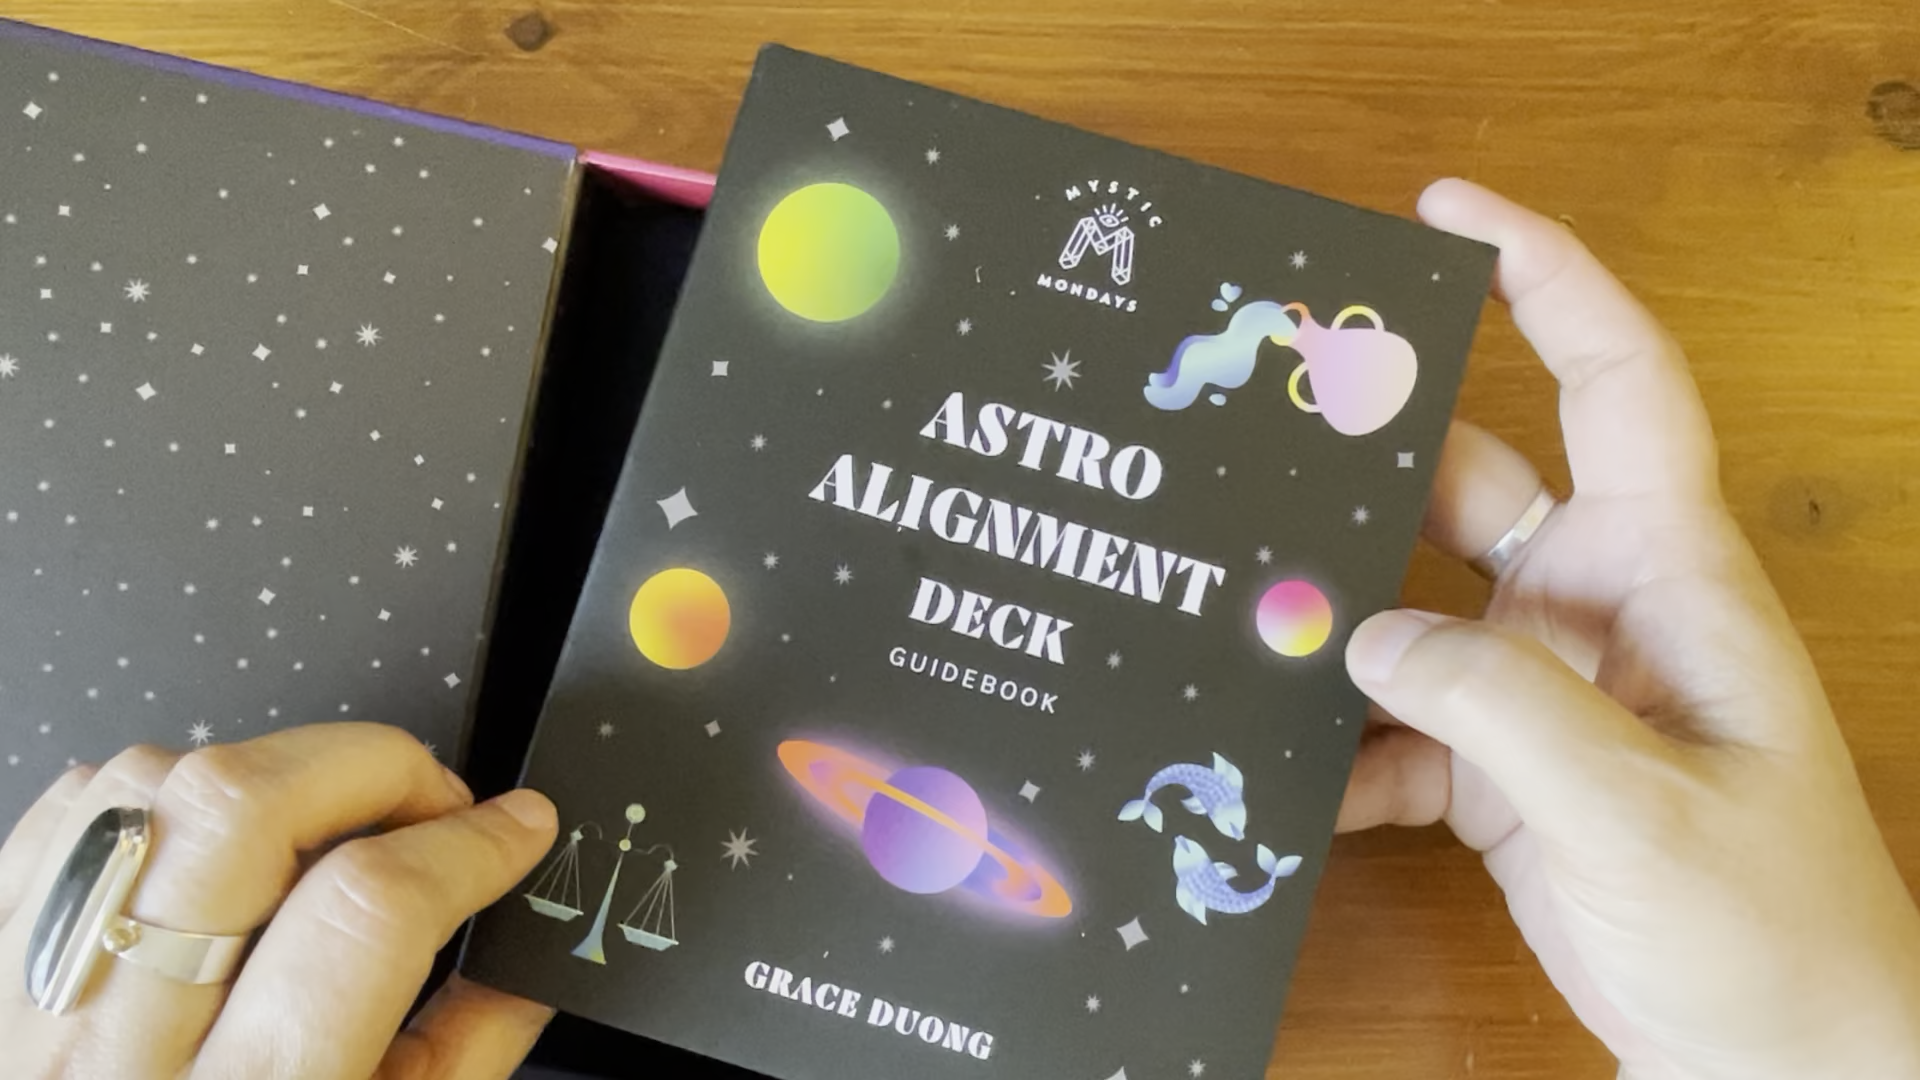 MYSTIC
M
MONDAYS
ASTRO
ALIGNMENT
DECK
GUIDEBOOK
GRACE DUONG